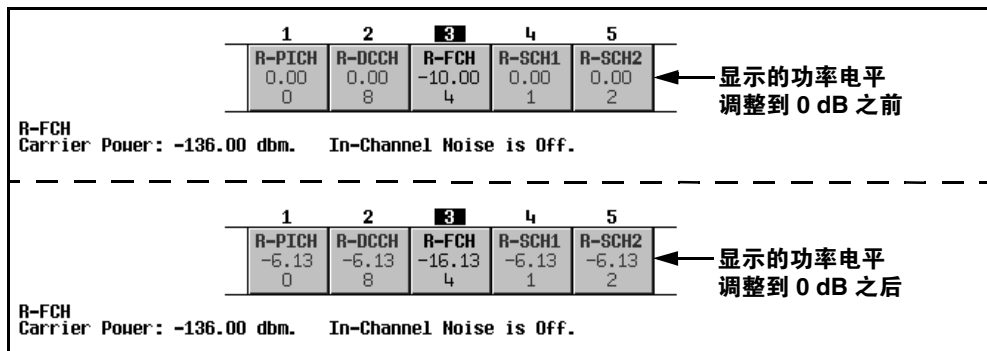 1 2 3 4 5
R-PICH R-DCCH R-FCH R-SCH1 R-SCH2
0.00 0.00 -10.00 0.00 0.00
0 8 4 1 2
显示的功率电平
调整到 0 dB 之前
R-FCH
Carrier Power: -136.00 dbm. In-Channel Noise is Off.
1 2 3 4 5
R-PICH R-DCCH R-FCH R-SCH1 R-SCH2
-6.13 -6.13 -16.13 -6.13 -6.13
0 8 4 1 2
显示的功率电平
调整到 0 dB 之后
R-FCH
Carrier Power: -136.00 dbm. In-Channel Noise is Off.